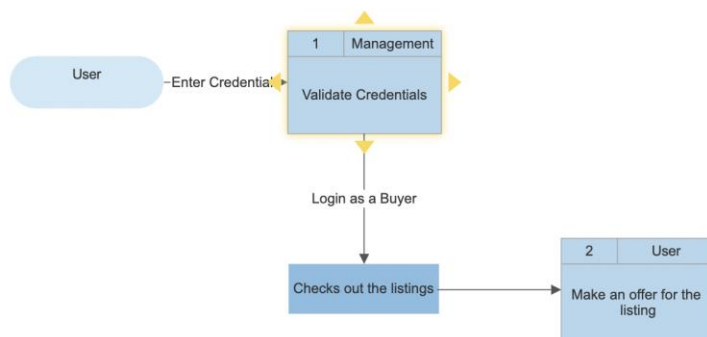 1 Management
User
Enter Credential
Validate Credentials
Login as a Buyer
2 User
Checks out the listings
Make an offer for the
listing